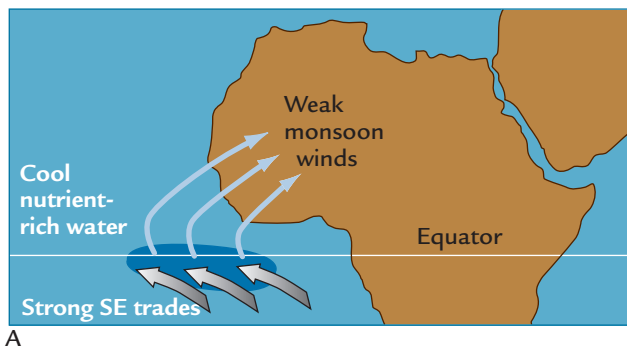 Weak
monsoon
winds
Cool
nutrient-
rich water
Equator
Strong SE trades
A